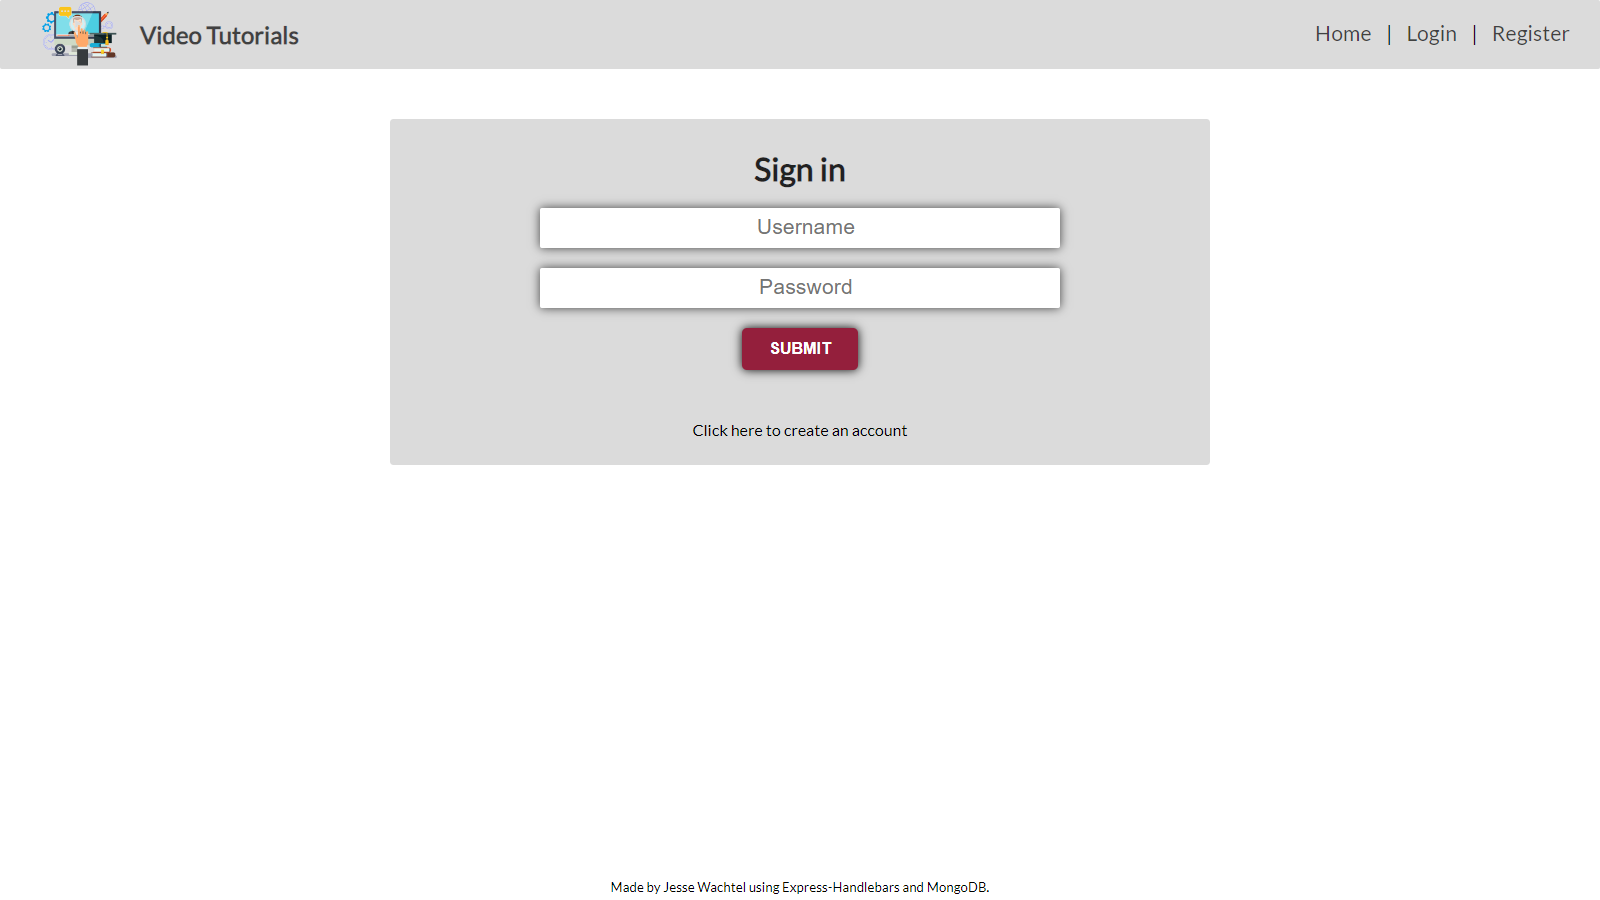 Video Tutorials
Home | Login | Register
Sign in
Username
Password
SUBMIT
Click here to create an account
Made by Jesse Wachtel using Express-Handlebars and MongoDB.